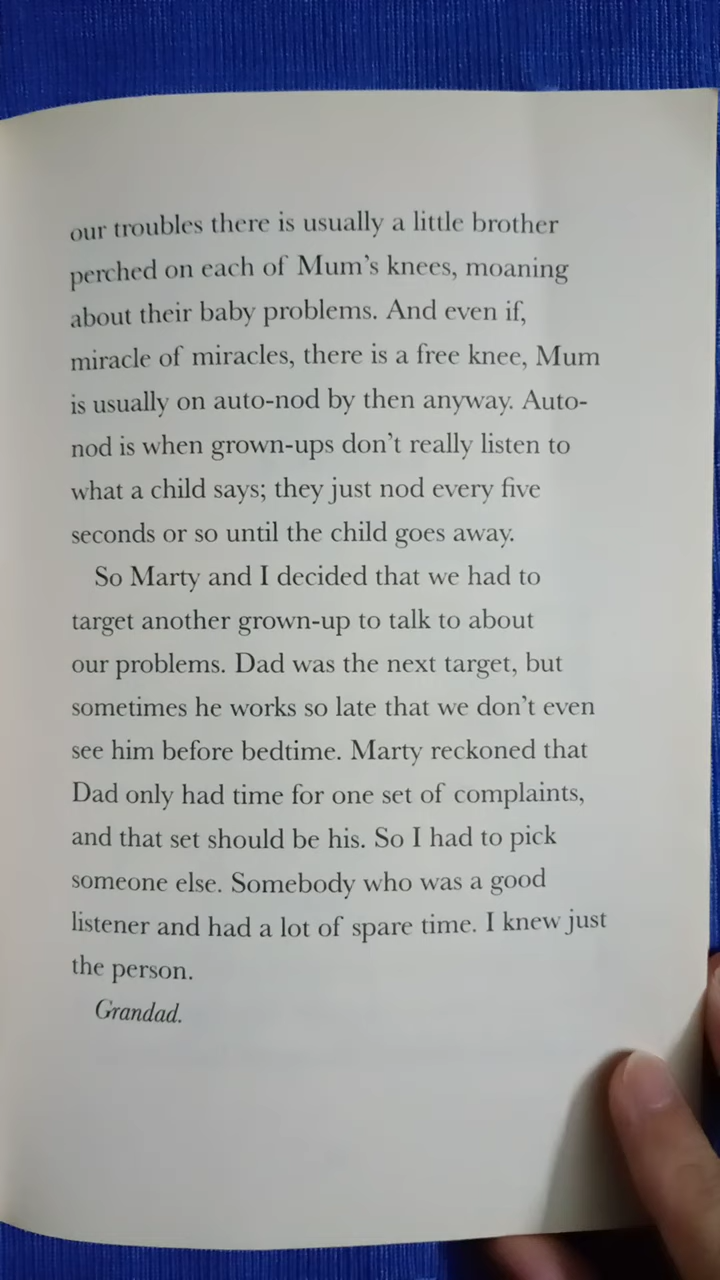 our troubles there is usually a little brother
perched on each of Mum's knees, moaning
about their baby problems. And even if,
miracle of miracles, there is a free knee, Mum
is usually on auto-nod by then anyway. Auto-
nod is when grown-ups don't really listen to
what a child says; they just nod every five
seconds or so until the child goes away.
So Marty and I decided that we had to
target another grown-up to talk to about
our problems. Dad was the next target, but
sometimes he works so late that we don't even
see him before bedtime. Marty reckoned that
Dad only had time for one set of complaints,
and that set should be his. So I had to pick
someone else. Somebody who was a good
listener and had a lot of spare time. I knew just
the person.
Grandad.